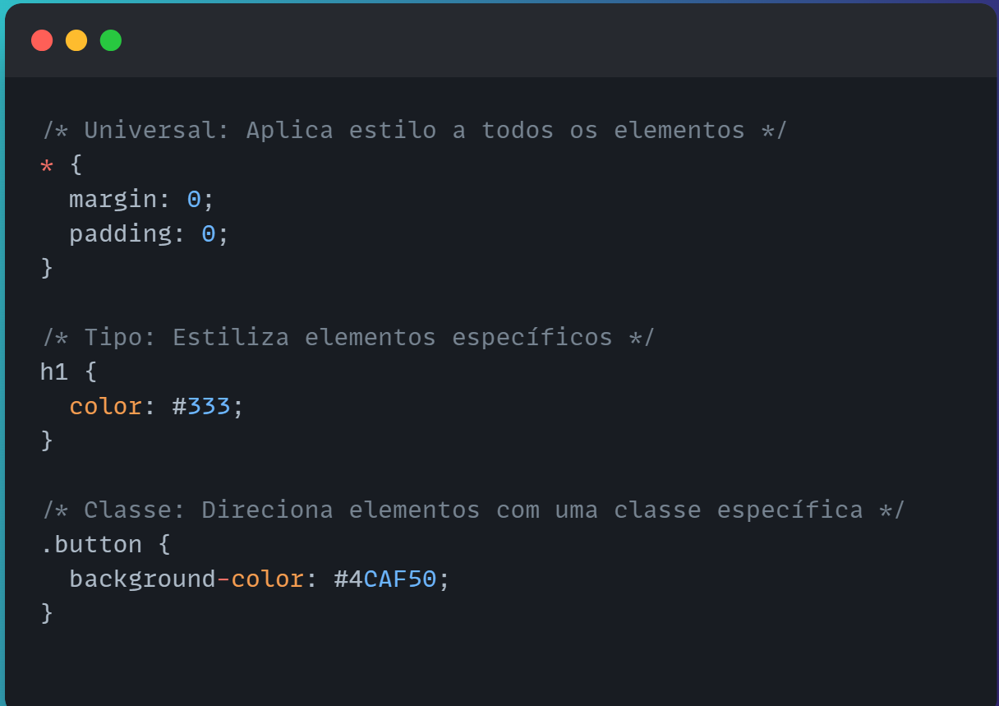 /* Universal: Aplica estilo a todos os elementos */
* {
  margin: 0;
  padding: 0;
}

/* Tipo: Estiliza elementos específicos */
h1 {
  color: #333;
}

/* Classe: Direciona elementos com uma classe específica */
.button {
  background-color: #4CAF50;
}